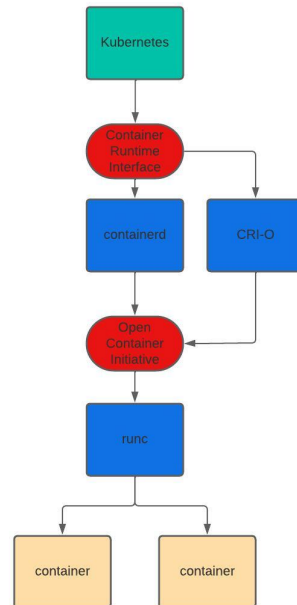 Kubernetes
Container
Runtime
Interface
containerd
CRI-O
Open
Container
Initiative
runc
container
container